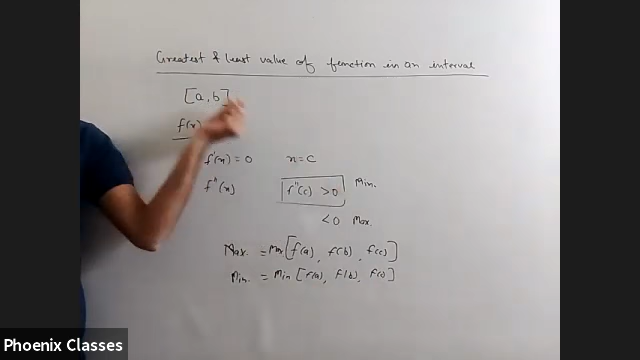 Greatest & least value of function in an interval
[a, b]
f(x)
f'(x) = 0 x = c
f''(x) f''(c) > 0 Min.
< 0 Max.
Max. = Max [f(a), f(b), f(c)]
Min. = Min [f(a), f(b), f(c)]
Phoenix Classes